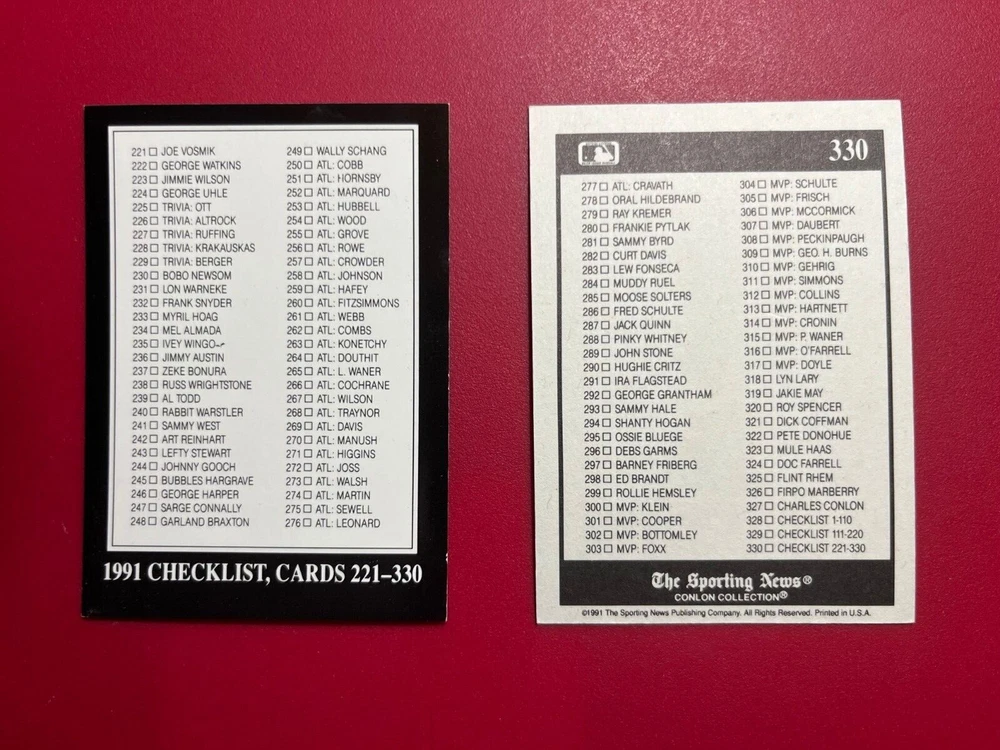 221 ☐ JOE VOSMIK
222 ☐ GEORGE WATKINS
223 ☐ JIMMIE WILSON
224 ☐ GEORGE UHLE
225 ☐ TRIVIA: OTT
226 ☐ TRIVIA: ALTROCK
227 ☐ TRIVIA: RUFFING
228 ☐ TRIVIA: KRAKAUSKAS
229 ☐ TRIVIA: BERGER
230 ☐ BOBO NEWSOM
231 ☐ LON WARNEKE
232 ☐ FRANK SNYDER
233 ☐ MYRIL HOAG
234 ☐ MEL ALMADA
235 ☐ IVEY WINGO
236 ☐ JIMMY AUSTIN
237 ☐ ZEKE BONURA
238 ☐ RUSS WRIGHTSTONE
239 ☐ AL TODD
240 ☐ RABBIT WARSTLER
241 ☐ SAMMY WEST
242 ☐ ART REINHART
243 ☐ LEFTY STEWART
244 ☐ JOHNNY GOOCH
245 ☐ BUBBLES HARGRAVE
246 ☐ GEORGE HARPER
247 ☐ SARGE CONNALLY
248 ☐ GARLAND BRAXTON
249 ☐ WALLY SCHANG
250 ☐ ATL: COBB
251 ☐ ATL: HORNSBY
252 ☐ ATL: MARQUARD
253 ☐ ATL: HUBBELL
254 ☐ ATL: WOOD
255 ☐ ATL: GROVE
256 ☐ ATL: ROWE
257 ☐ ATL: CROWDER
258 ☐ ATL: JOHNSON
259 ☐ ATL: HAFEY
260 ☐ ATL: FITZSIMMONS
261 ☐ ATL: WEBB
262 ☐ ATL: COMBS
263 ☐ ATL: KONETCHY
264 ☐ ATL: DOUTHIT
265 ☐ ATL: L. WANER
266 ☐ ATL: COCHRANE
267 ☐ ATL: WILSON
268 ☐ ATL: TRAYNOR
269 ☐ ATL: DAVIS
270 ☐ ATL: MANUSH
271 ☐ ATL: HIGGINS
272 ☐ ATL: JOSS
273 ☐ ATL: WALSH
274 ☐ ATL: MARTIN
275 ☐ ATL: SEWELL
276 ☐ ATL: LEONARD
1991 CHECKLIST, CARDS 221–330
330
277 ☐ ATL: CRAVATH
278 ☐ ORAL HILDEBRAND
279 ☐ RAY KREMER
280 ☐ FRANKIE PYTLAK
281 ☐ SAMMY BYRD
282 ☐ CURT DAVIS
283 ☐ LEW FONSECA
284 ☐ MUDDY RUEL
285 ☐ MOOSE SOLTERS
286 ☐ FRED SCHULTE
287 ☐ JACK QUINN
288 ☐ PINKY WHITNEY
289 ☐ JOHN STONE
290 ☐ HUGHIE CRITZ
291 ☐ IRA FLAGSTEAD
292 ☐ GEORGE GRANTHAM
293 ☐ SAMMY HALE
294 ☐ SHANTY HOGAN
295 ☐ OSSIE BLUEGE
296 ☐ DEBS GARMS
297 ☐ BARNEY FRIBERG
298 ☐ ED BRANDT
299 ☐ ROLLIE HEMSLEY
300 ☐ MVP: KLEIN
301 ☐ MVP: COOPER
302 ☐ MVP: BOTTOMLEY
303 ☐ MVP: FOXX
304 ☐ MVP: SCHULTE
305 ☐ MVP: FRISCH
306 ☐ MVP: MCCORMICK
307 ☐ MVP: DAUBERT
308 ☐ MVP: PECKINPAUGH
309 ☐ MVP: GEO. H. BURNS
310 ☐ MVP: GEHRIG
311 ☐ MVP: SIMMONS
312 ☐ MVP: COLLINS
313 ☐ MVP: HARTNETT
314 ☐ MVP: CRONIN
315 ☐ MVP: P. WANER
316 ☐ MVP: O'FARRELL
317 ☐ MVP: DOYLE
318 ☐ LYN LARY
319 ☐ JAKIE MAY
320 ☐ ROY SPENCER
321 ☐ DICK COFFMAN
322 ☐ PETE DONOHUE
323 ☐ MULE HAAS
324 ☐ DOC FARRELL
325 ☐ FLINT RHEM
326 ☐ FIRPO MARBERRY
327 ☐ CHARLES CONLON
328 ☐ CHECKLIST 1-110
329 ☐ CHECKLIST 111-220
330 ☐ CHECKLIST 221-330
The Sporting News®
CONLON COLLECTION®
©1991 The Sporting News Publishing Company. All Rights Reserved. Printed in U.S.A.